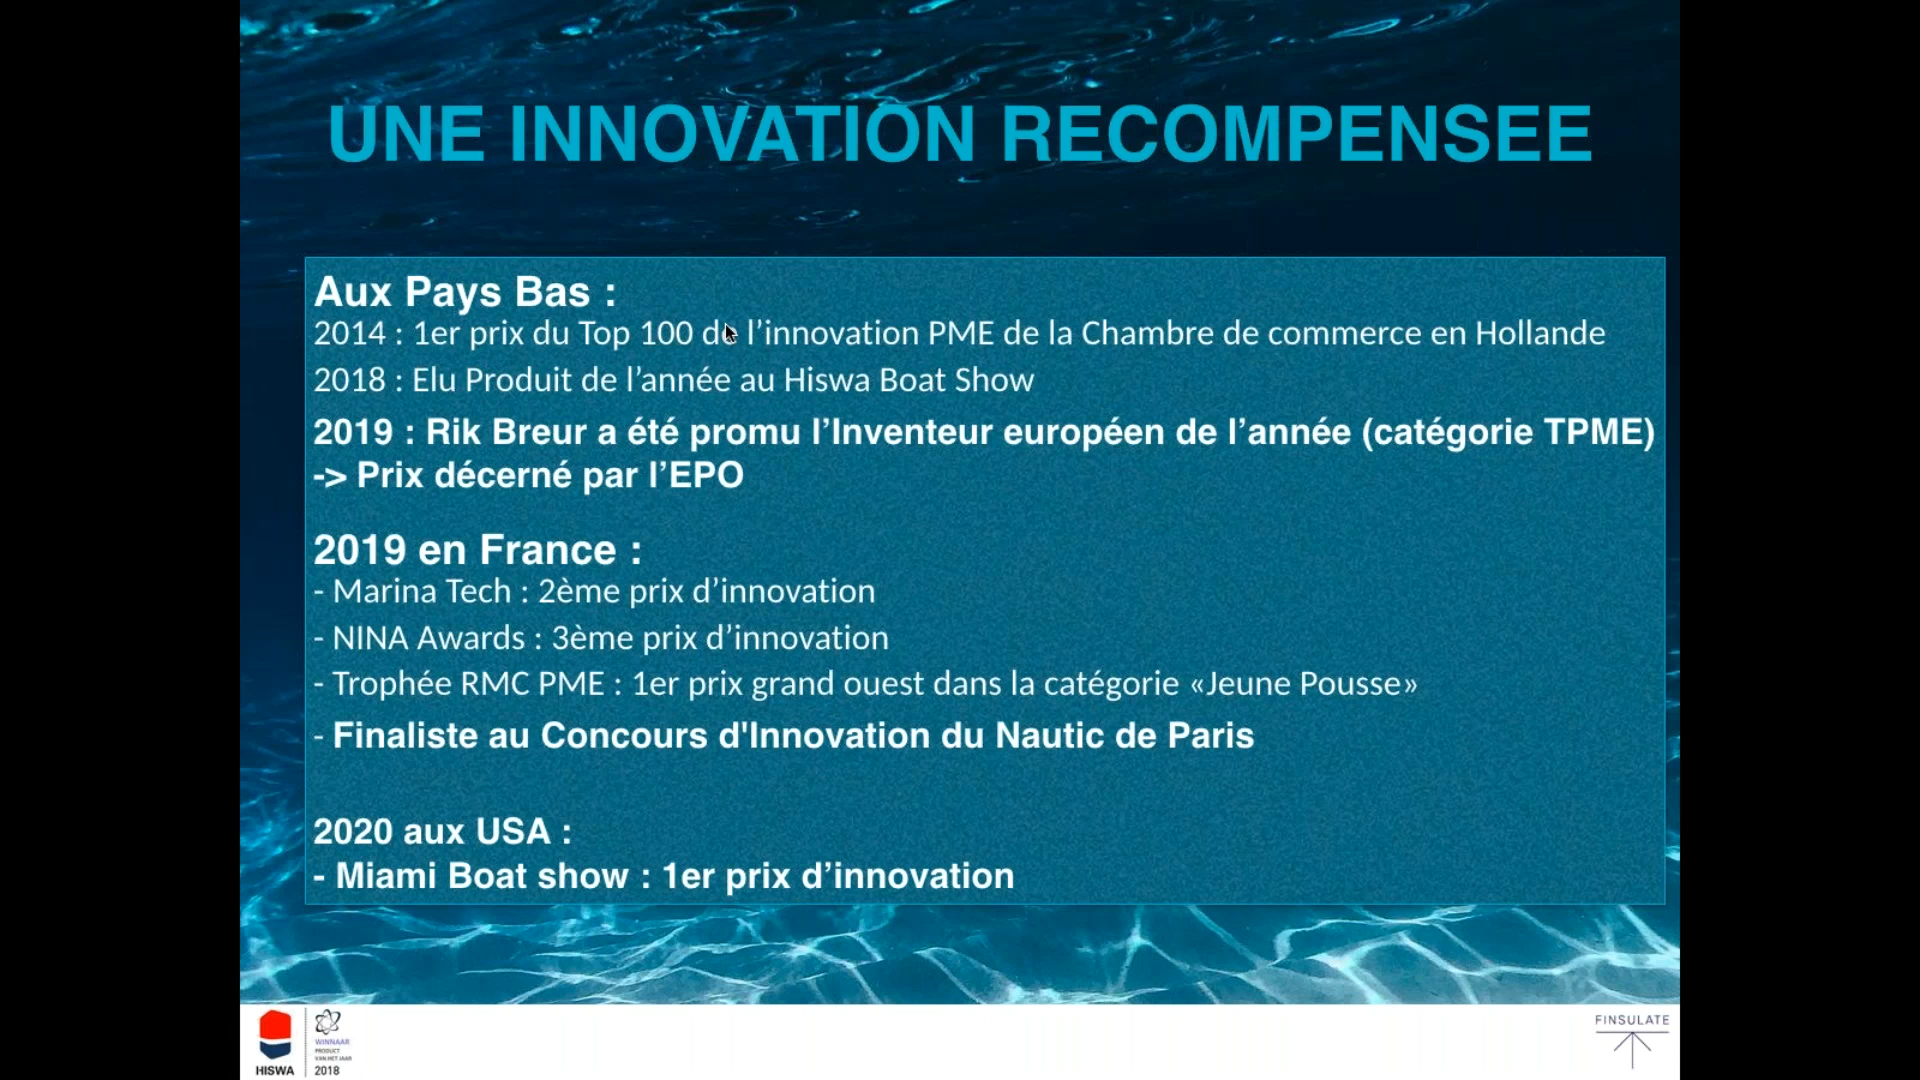 UNE INNOVATION RECOMPENSEE
Aux Pays Bas :
2014 : 1er prix du Top 100 de l’innovation PME de la Chambre de commerce en Hollande
2018 : Elu Produit de l’année au Hiswa Boat Show
2019 : Rik Breur a été promu l’Inventeur européen de l’année (catégorie TPME)
-> Prix décerné par l’EPO
2019 en France :
- Marina Tech : 2ème prix d’innovation
- NINA Awards : 3ème prix d’innovation
- Trophée RMC PME : 1er prix grand ouest dans la catégorie «Jeune Pousse»
- Finaliste au Concours d'Innovation du Nautic de Paris
2020 aux USA :
- Miami Boat show : 1er prix d’innovation
HISWA
WINNAAR
PRODUCT
VAN HET JAAR
2018
FINSULATE